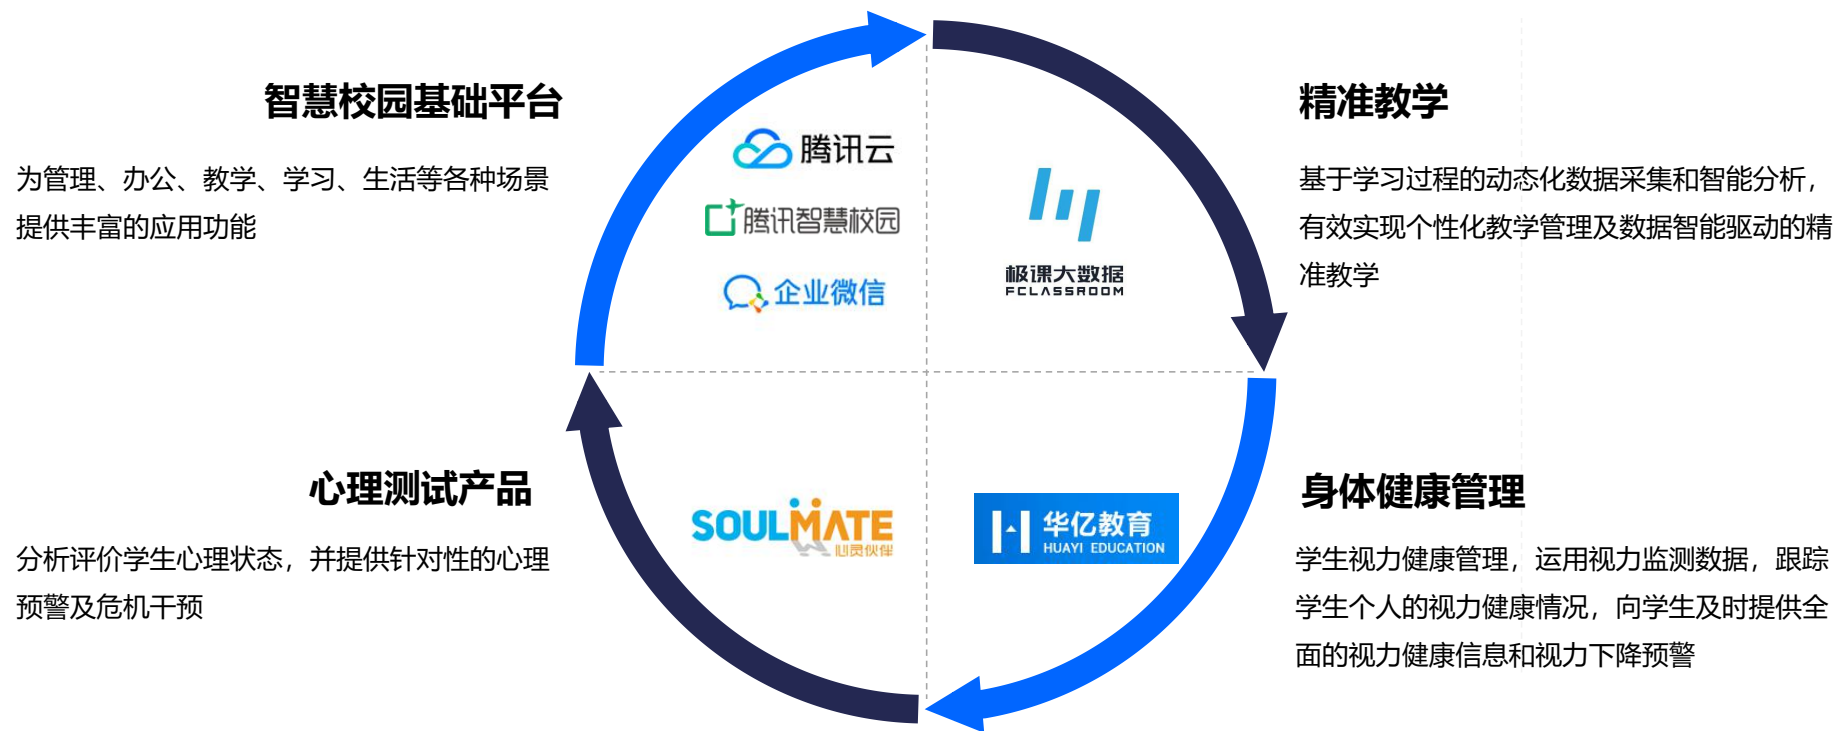 智慧校园基础平台
为管理、办公、教学、学习、生活等各种场景
提供丰富的应用功能
腾讯云
腾讯智慧校园
企业微信
极课大数据
FCLASSROOM
精准教学
基于学习过程的动态化数据采集和智能分析，
有效实现个性化教学管理及数据智能驱动的精
准教学
心理测试产品
分析评价学生心理状态，并提供针对性的心理
预警及危机干预
SOULMATE
心灵伙伴
华亿教育
HUAYI EDUCATION
身体健康管理
学生视力健康管理，运用视力监测数据，跟踪
学生个人的视力健康情况，向学生及时提供全
面的视力健康信息和视力下降预警